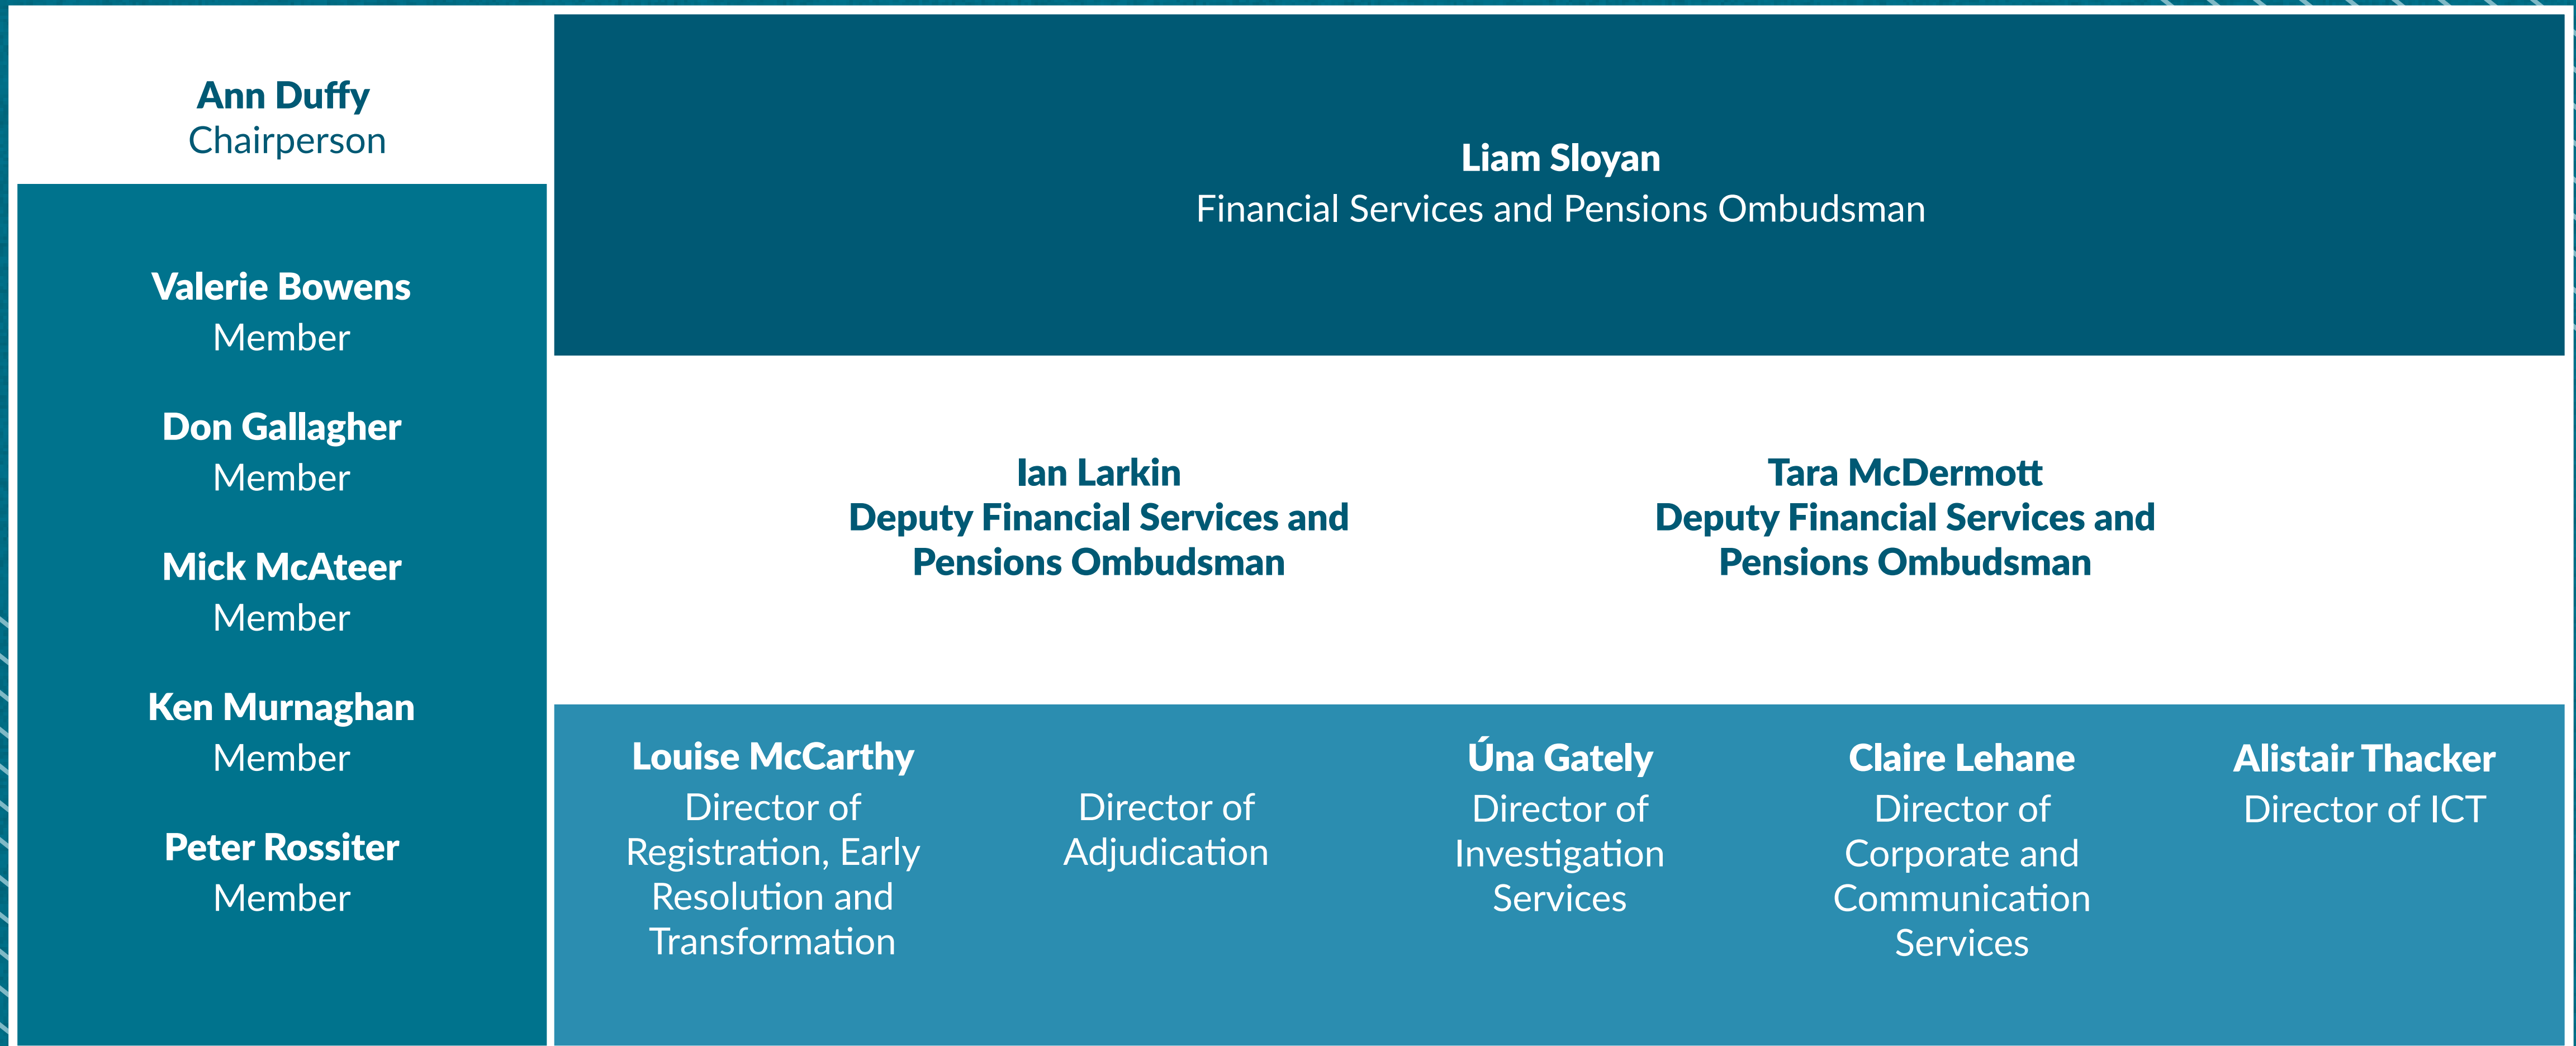 Ann Duffy
Chairperson
Valerie Bowens
Member
Don Gallagher
Member
Mick McAteer
Member
Ken Murnaghan
Member
Peter Rossiter
Member
Liam Sloyan
Financial Services and Pensions Ombudsman
Ian Larkin
Deputy Financial Services and
Pensions Ombudsman
Tara McDermott
Deputy Financial Services and
Pensions Ombudsman
Louise McCarthy
Director of
Registration, Early
Resolution and
Transformation
Director of
Adjudication
Úna Gately
Director of
Investigation
Services
Claire Lehane
Director of
Corporate and
Communication
Services
Alistair Thacker
Director of ICT